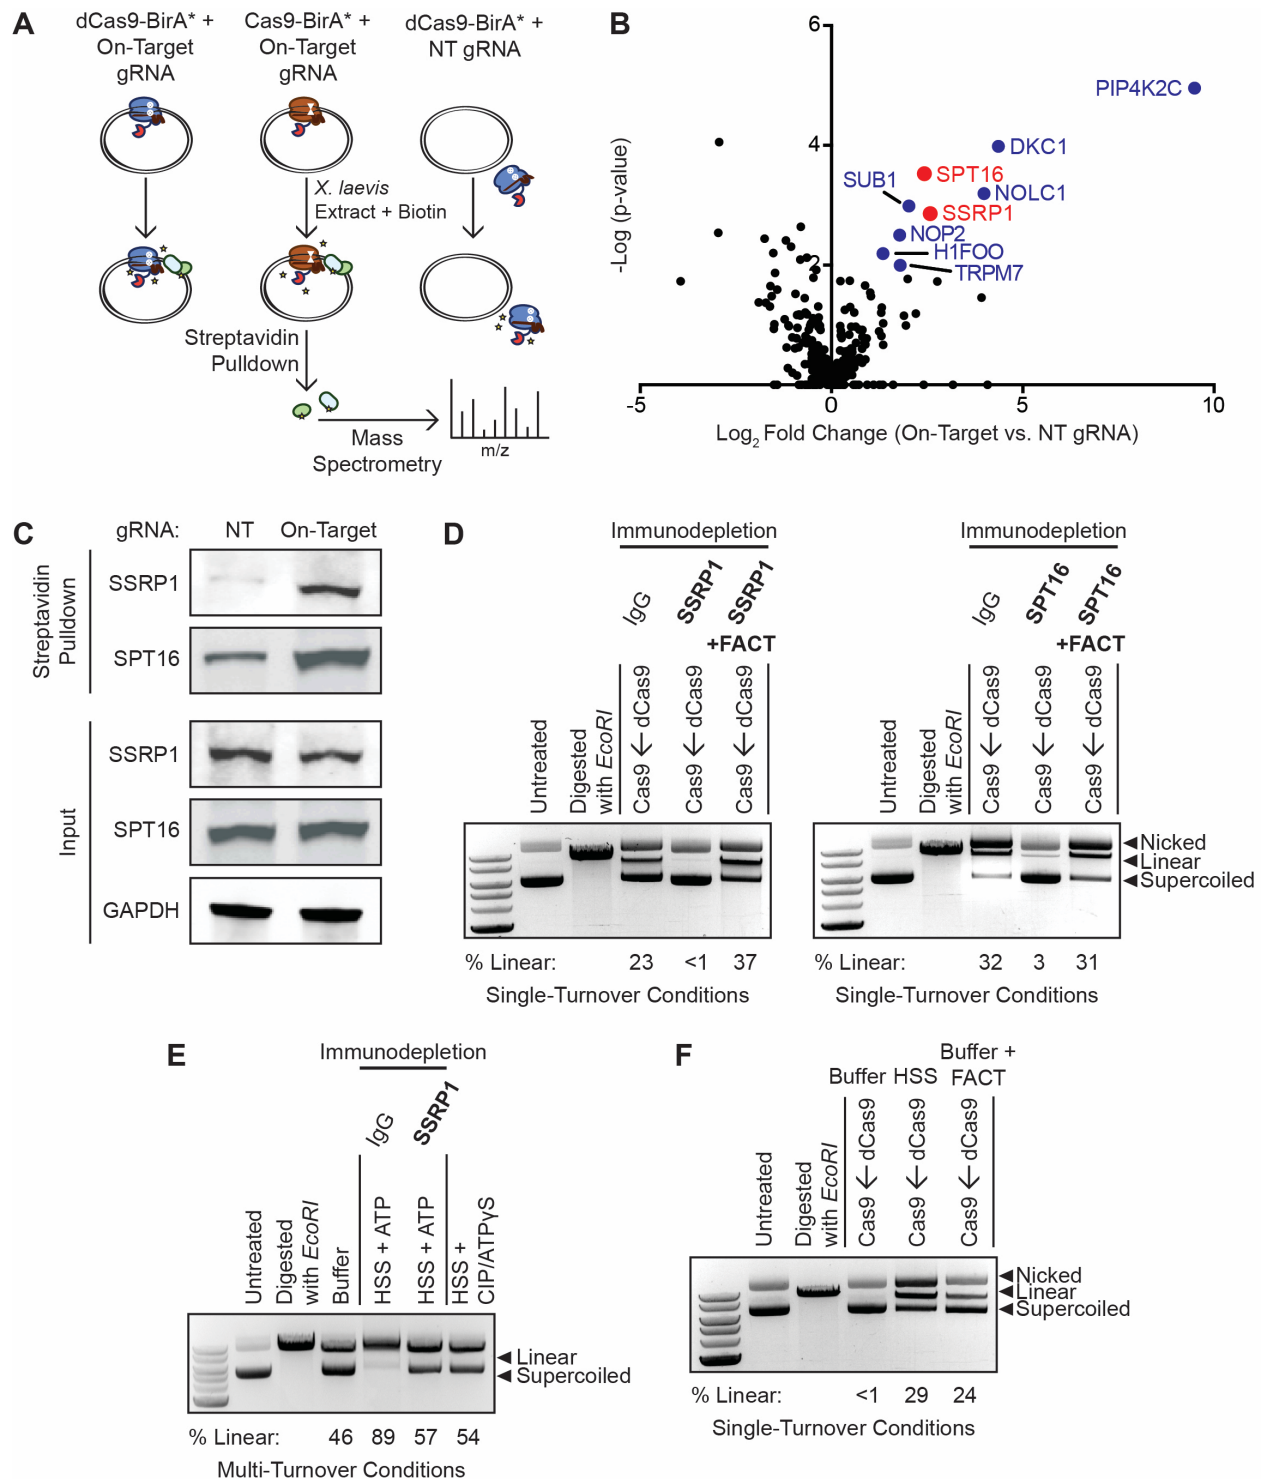 A
dCas9-BirA* +
On-Target
gRNA
Cas9-BirA* +
On-Target
gRNA
dCas9-BirA* +
NT gRNA
X. laevis
Extract + Biotin
Streptavidin
Pulldown
Mass
Spectrometry
m/z
B
6
4
2
-Log (p-value)
PIP4K2C
DKC1
SPT16
SUB1
NOLC1
SSRP1
NOP2
H1FOO
TRPM7
-5
0
5
10
Log2 Fold Change (On-Target vs. NT gRNA)
C
gRNA:
NT
On-Target
Streptavidin
Pulldown
SSRP1
SPT16
Input
SSRP1
SPT16
GAPDH
D
Immunodepletion
IgG
SSRP1
SSRP1
+FACT
Untreated
Digested
with EcoRI
Cas9 ← dCas9
Cas9 ← dCas9
Cas9 ← dCas9
% Linear: 23 <1 37
Single-Turnover Conditions
Immunodepletion
IgG
SPT16
SPT16
+FACT
Untreated
Digested
with EcoRI
Cas9 ← dCas9
Cas9 ← dCas9
Cas9 ← dCas9
Nicked
Linear
Supercoiled
% Linear: 32 3 31
Single-Turnover Conditions
E
Immunodepletion
IgG
SSRP1
Untreated
Digested
with EcoRI
Buffer
HSS + ATP
HSS + ATP
HSS +
CIP/ATPγS
Linear
Supercoiled
% Linear: 46 89 57 54
Multi-Turnover Conditions
F
Buffer
HSS
Buffer +
FACT
Untreated
Digested
with EcoRI
Cas9 ← dCas9
Cas9 ← dCas9
Cas9 ← dCas9
Nicked
Linear
Supercoiled
% Linear: <1 29 24
Single-Turnover Conditions